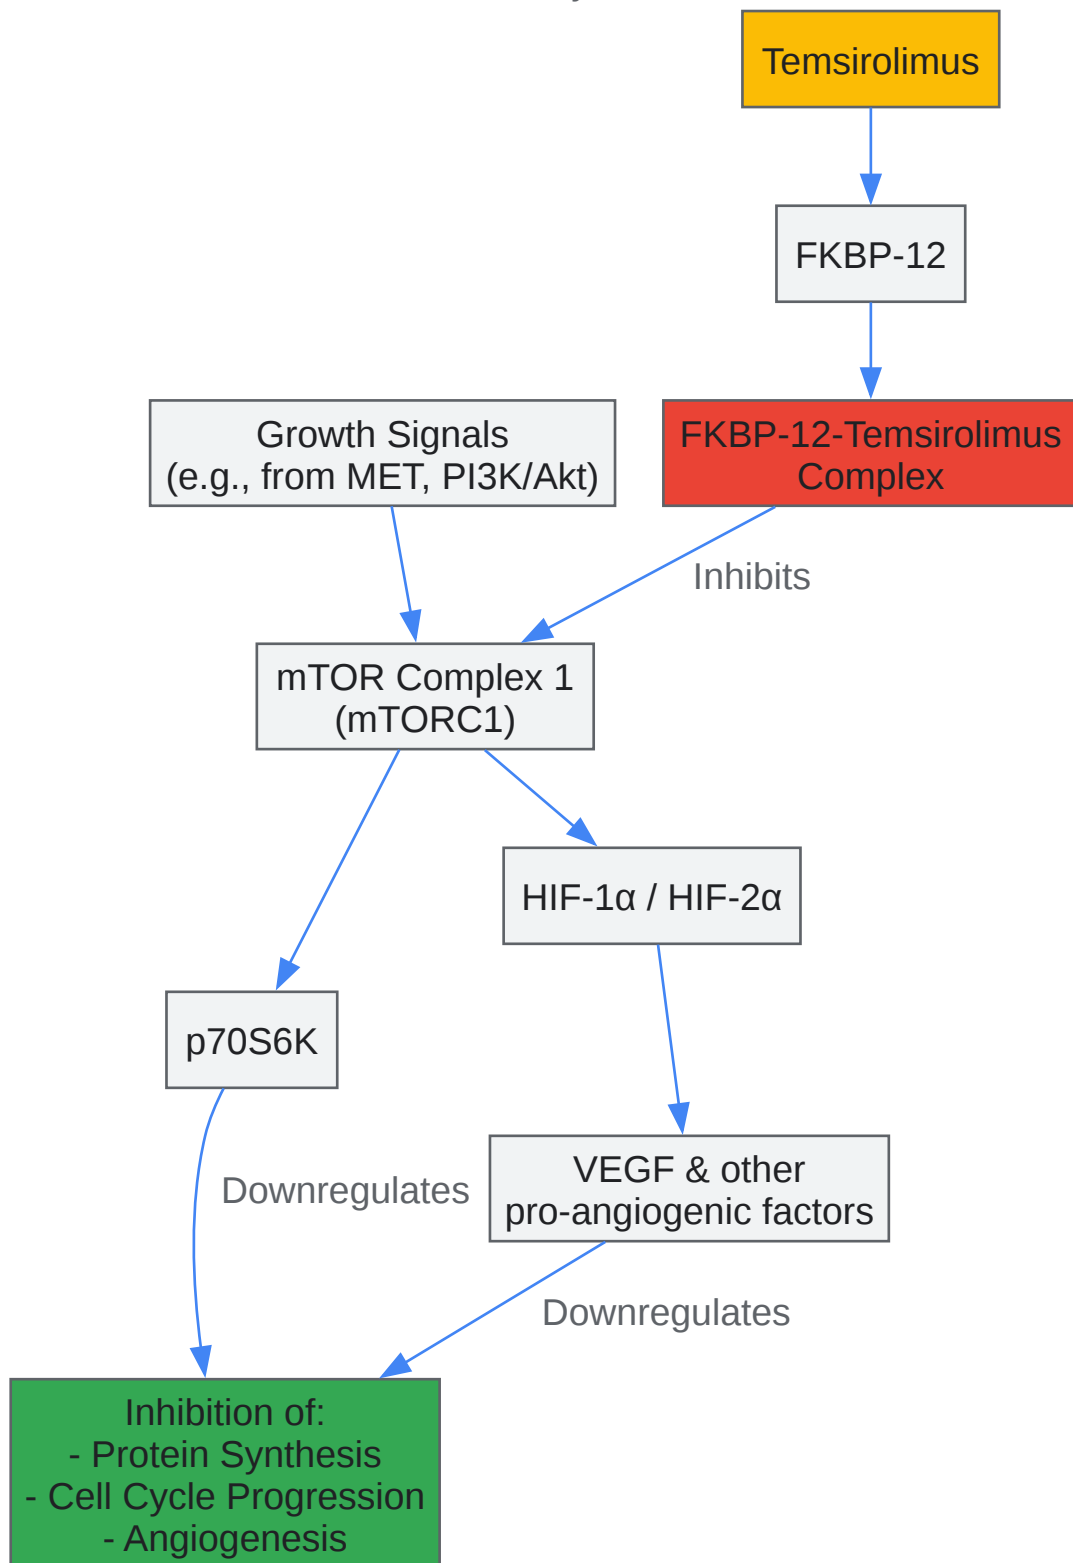 Temsirolimus
FKBP-12
Growth Signals
(e.g., from MET, PI3K/Akt)
FKBP-12-Temsirolimus
Complex
Inhibits
mTOR Complex 1
(mTORC1)
HIF-1α / HIF-2α
p70S6K
VEGF & other
pro-angiogenic factors
Downregulates
Downregulates
Inhibition of:
- Protein Synthesis
- Cell Cycle Progression
- Angiogenesis